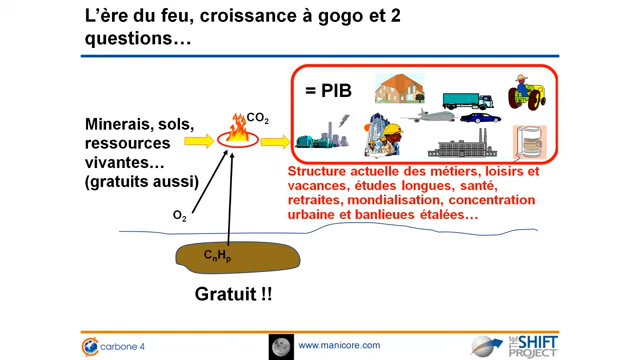 L'ère du feu, croissance à gogo et 2
questions…
= PIB
CO₂
Minerais, sols,
ressources
vivantes…
(gratuits aussi)
Structure actuelle des métiers, loisirs et
vacances, études longues, santé,
retraites, mondialisation, concentration
urbaine et banlieues étalées…
O₂
CₙHₚ
Gratuit !!
carbone 4
www.manicore.com
THE SHIFT
PROJECT